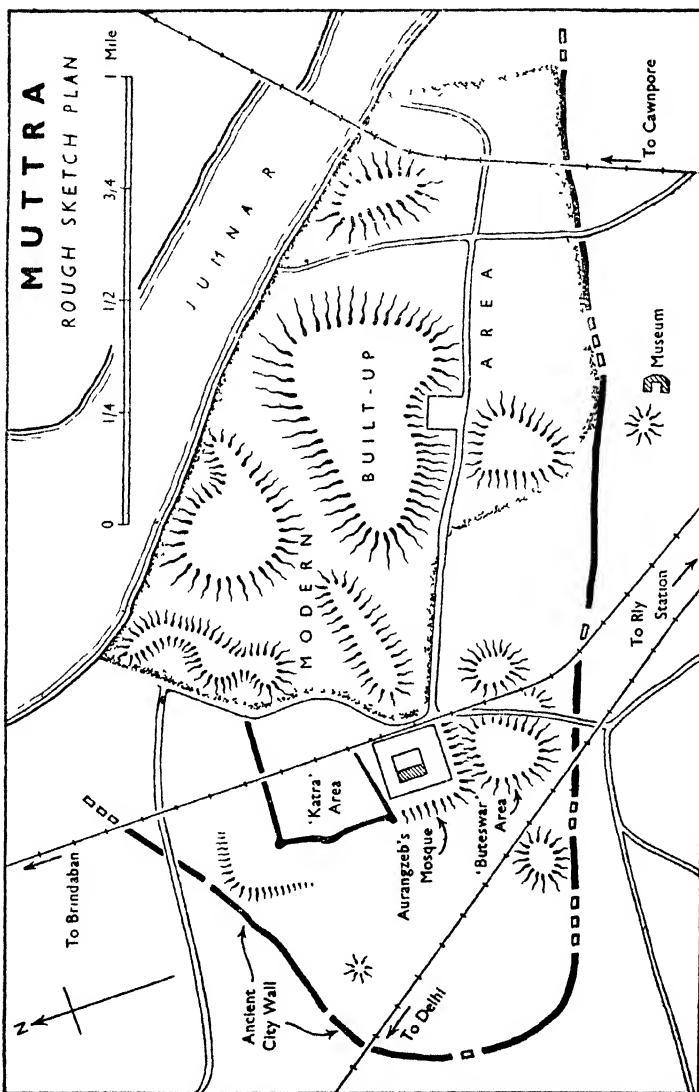 MUTTRA
ROUGH SKETCH PLAN
0 1/4 1/2 3/4 1 Mile
JUMNA R
To Cawnpore
MODERN
BUILT-UP
AREA
Museum
To Rly
Station
To Brindaban
N
'Katra'
Area
Aurangzeb's
Mosque
'Buteswar'
Area
Ancient
City Wall
To Delhi